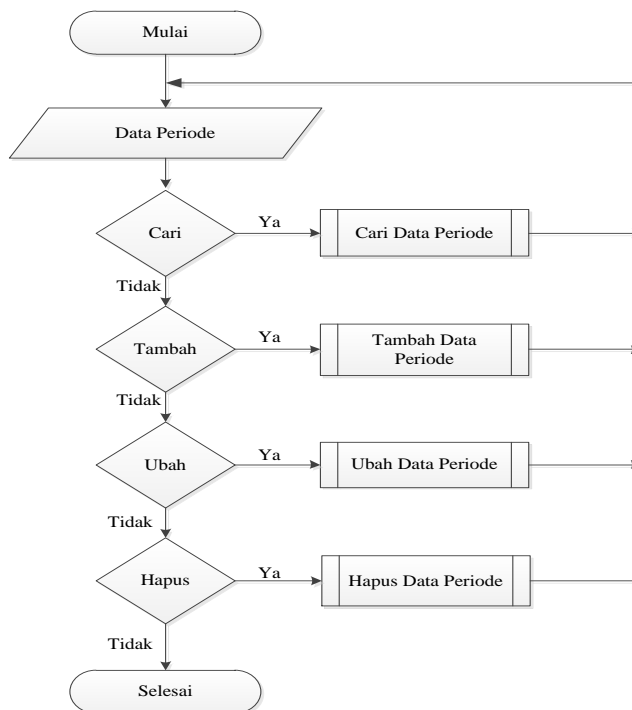 Mulai
Data Periode
Cari
Ya
Cari Data Periode
Tidak
Tambah
Ya
Tambah Data
Periode
Tidak
Ubah
Ya
Ubah Data Periode
Tidak
Hapus
Ya
Hapus Data Periode
Tidak
Selesai